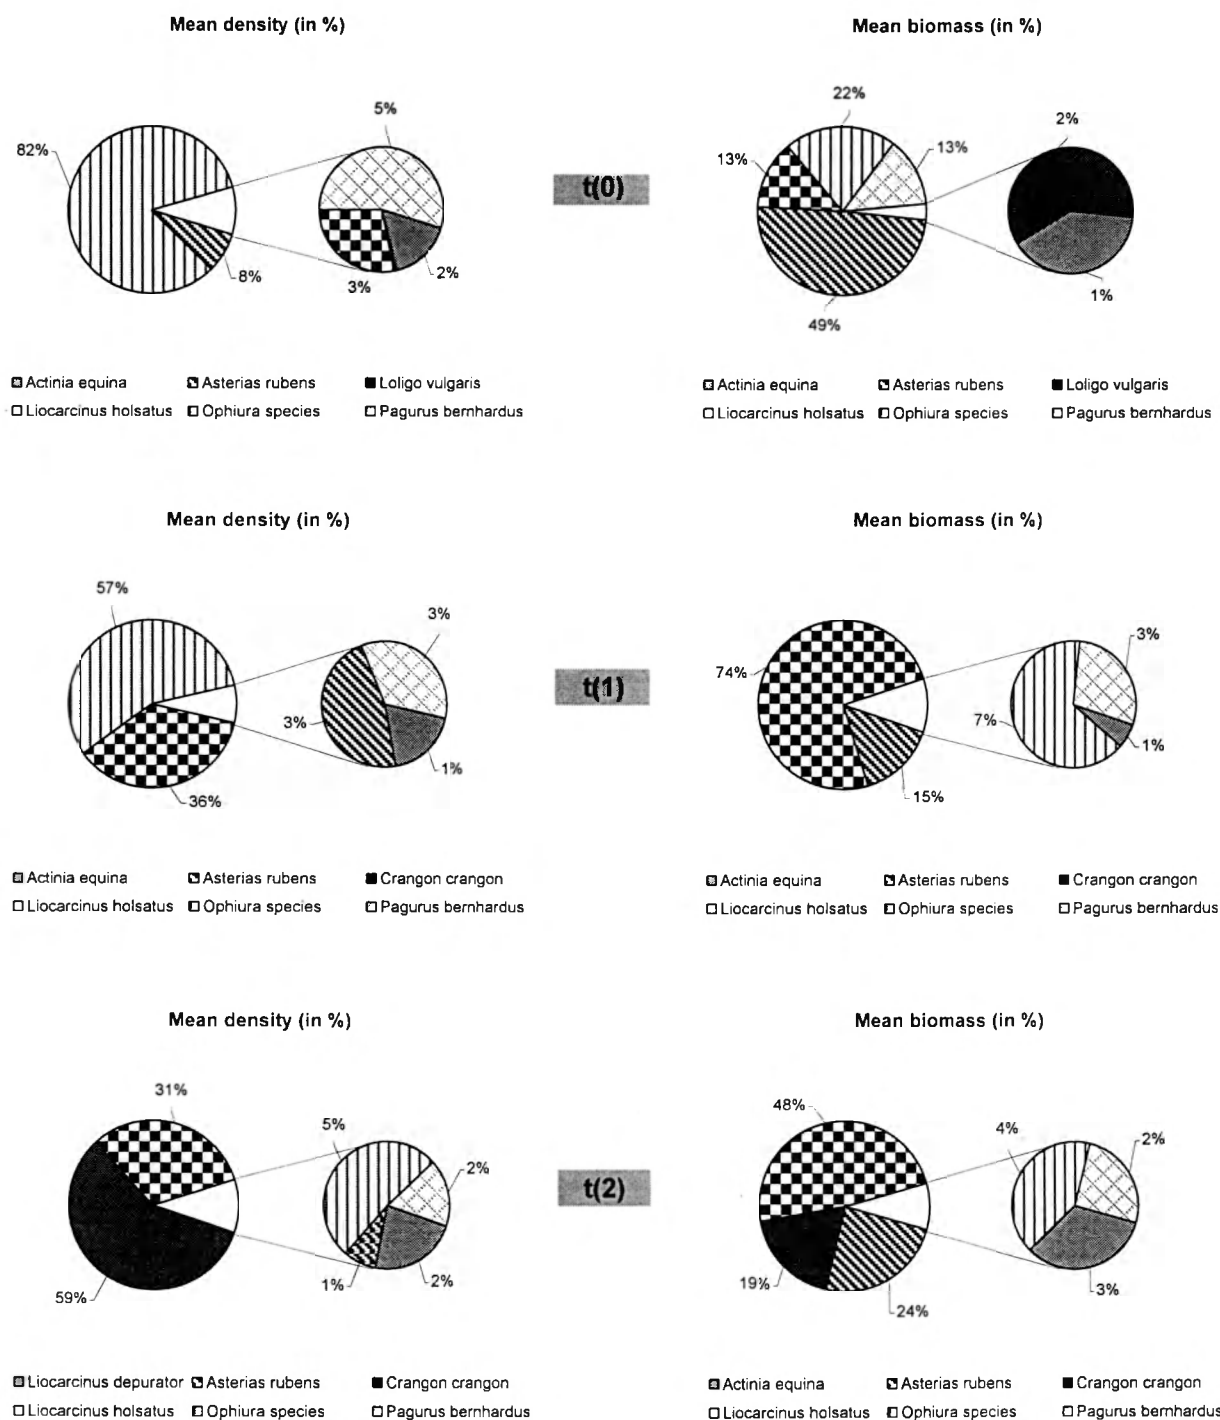 Mean density (in %)
Mean biomass (in %)
82%
5%
8%
3%
2%
t(0)
22%
13%
13%
49%
2%
1%
Actinia equina Asterias rubens Loligo vulgaris
Liocarcinus holsatus Ophiura species Pagurus bernhardus
Actinia equina Asterias rubens Loligo vulgaris
Liocarcinus holsatus Ophiura species Pagurus bernhardus
Mean density (in %)
Mean biomass (in %)
57%
3%
3%
1%
36%
t(1)
74%
15%
3%
7%
1%
Actinia equina Asterias rubens Crangon crangon
Liocarcinus holsatus Ophiura species Pagurus bernhardus
Actinia equina Asterias rubens Crangon crangon
Liocarcinus holsatus Ophiura species Pagurus bernhardus
Mean density (in %)
Mean biomass (in %)
31%
59%
5%
2%
1%
2%
t(2)
48%
19%
24%
4%
2%
3%
Liocarcinus depurator Asterias rubens Crangon crangon
Liocarcinus holsatus Ophiura species Pagurus bernhardus
Actinia equina Asterias rubens Crangon crangon
Liocarcinus holsatus Ophiura species Pagurus bernhardus